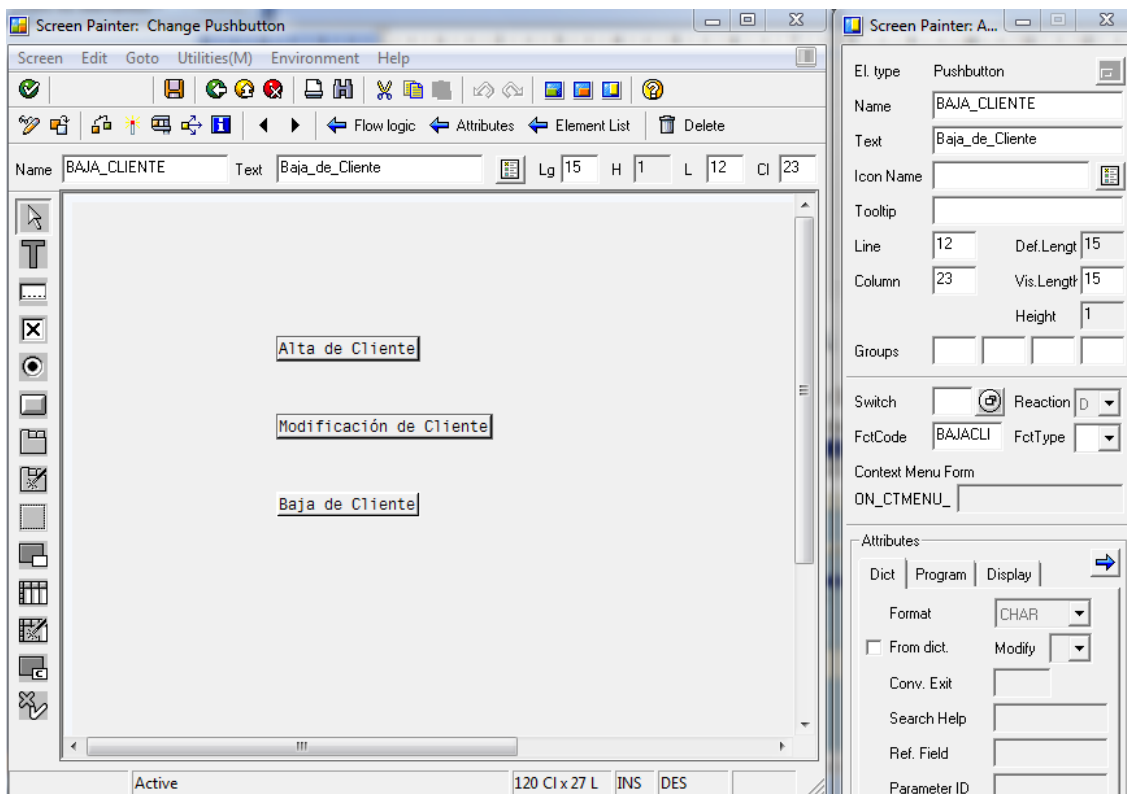 Screen Painter: Change Pushbutton
Screen Edit Goto Utilities(M) Environment Help
Flow logic Attributes Element List Delete
Name BAJA_CLIENTE Text Baja_de_Cliente Lg 15 H 1 L 12 Cl 23
T
Alta de Cliente
Modificación de Cliente
Baja de Cliente
C
Active 120 Cl x 27 L INS DES
Screen Painter: A...
El. type Pushbutton
Name BAJA_CLIENTE
Text Baja_de_Cliente
Icon Name
Tooltip
Line 12 Def.Lengt 15
Column 23 Vis.Length 15
Height 1
Groups
Switch Reaction D
FctCode BAJACLI FctType
Context Menu Form
ON_CTMENU_
Attributes
Dict Program Display
Format CHAR
From dict. Modify
Conv. Exit
Search Help
Ref. Field
Parameter ID